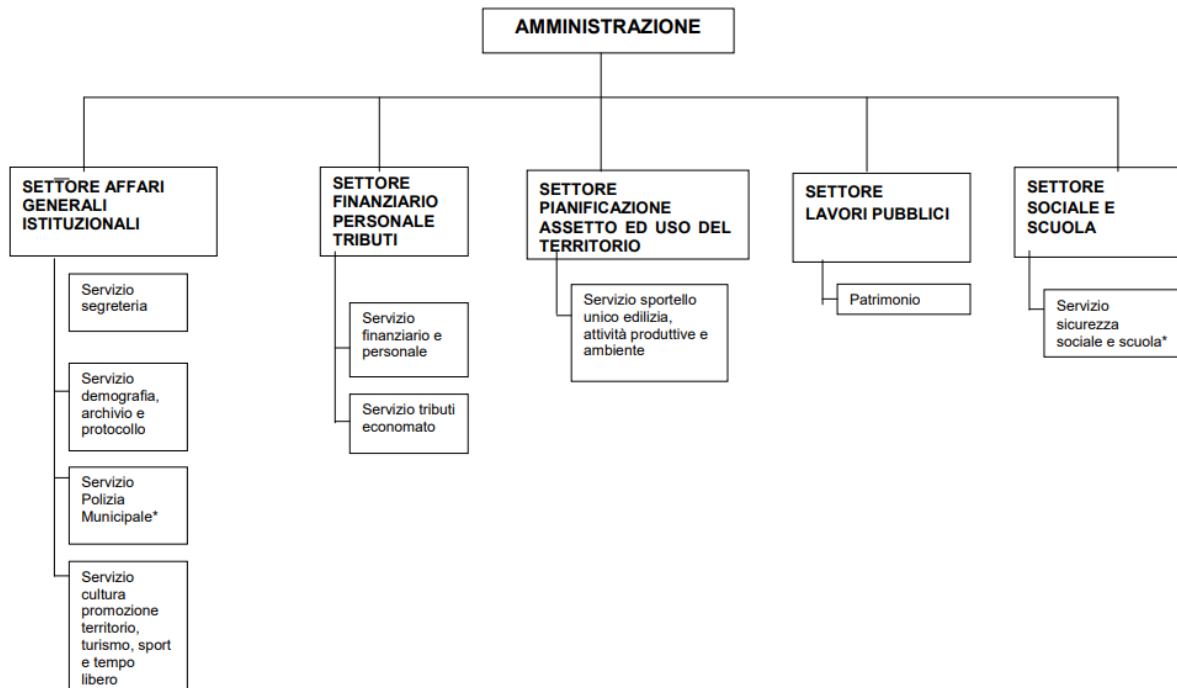 AMMINISTRAZIONE
SETTORE AFFARI
GENERALI
ISTITUZIONALI
Servizio
segreteria
Servizio
demografia,
archivio e
protocollo
Servizio
Polizia
Municipale*
Servizio
cultura
promozione
territorio,
turismo, sport
e tempo
libero
SETTORE
FINANZIARIO
PERSONALE
TRIBUTI
Servizio
finanziario e
personale
Servizio tributi
economato
SETTORE
PIANIFICAZIONE
ASSETTO ED USO DEL
TERRITORIO
Servizio sportello
unico edilizia,
attività produttive e
ambiente
SETTORE
LAVORI PUBBLICI
Patrimonio
SETTORE
SOCIALE E
SCUOLA
Servizio
sicurezza
sociale e scuola*